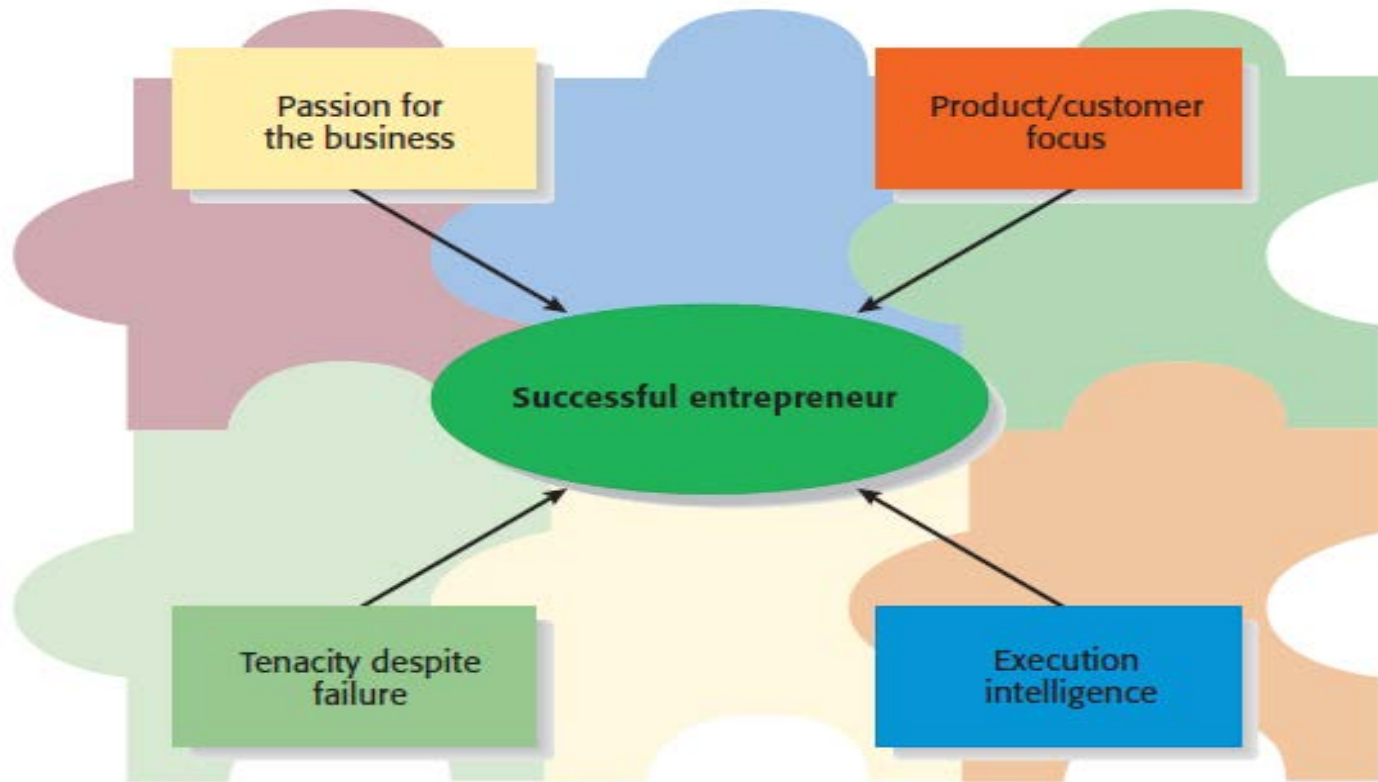 Passion for
the business
Product/customer
focus
Successful entrepreneur
Tenacity despite
failure
Execution
intelligence